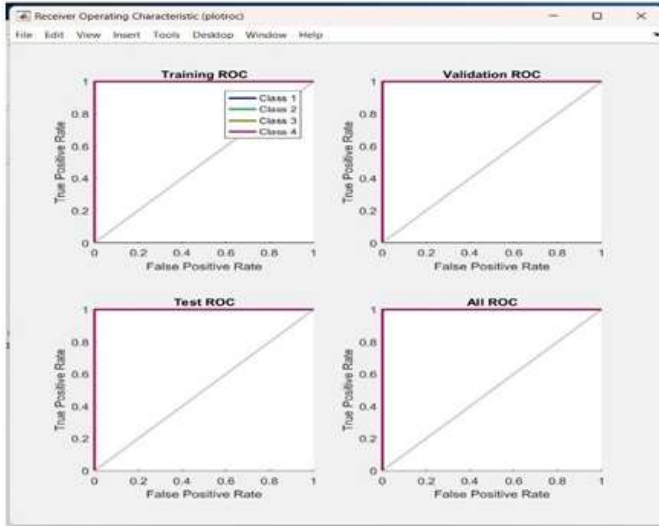 Receiver Operating Characteristic (plotroc)
File Edit View Insert Tools Desktop Window Help
Training ROC
1
0.8
0.6
0.4
0.2
0
True Positive Rate
Class 1
Class 2
Class 3
Class 4
0 0.2 0.4 0.6 0.8 1
False Positive Rate
Validation ROC
1
0.8
0.6
0.4
0.2
0
True Positive Rate
0 0.2 0.4 0.6 0.8 1
False Positive Rate
Test ROC
1
0.8
0.6
0.4
0.2
0
True Positive Rate
0 0.2 0.4 0.6 0.8 1
False Positive Rate
All ROC
1
0.8
0.6
0.4
0.2
0
True Positive Rate
0 0.2 0.4 0.6 0.8 1
False Positive Rate